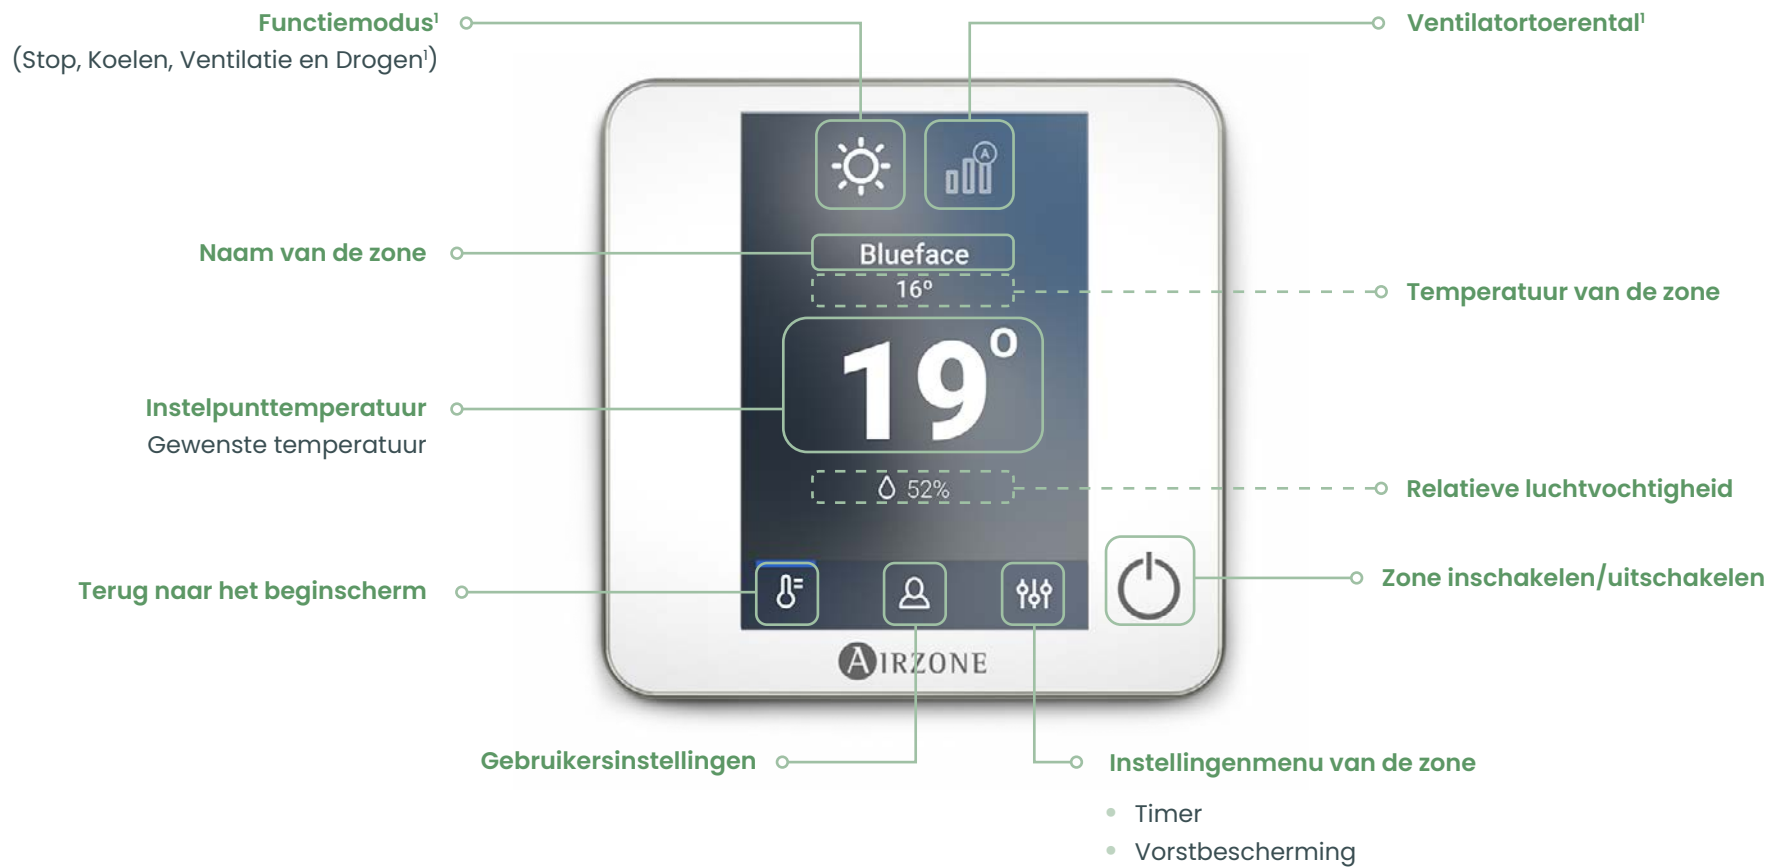 Functiemodus¹
(Stop, Koelen, Ventilatie en Drogen¹)
Ventilatortoerental¹
A
Naam van de zone
Blueface
16º
Temperatuur van de zone
19º
Instelpunttemperatuur
Gewenste temperatuur
52%
Relatieve luchtvochtigheid
Terug naar het beginscherm
Zone inschakelen/uitschakelen
AIRZONE
Gebruikersinstellingen
Instellingenmenu van de zone
• Timer
• Vorstbescherming